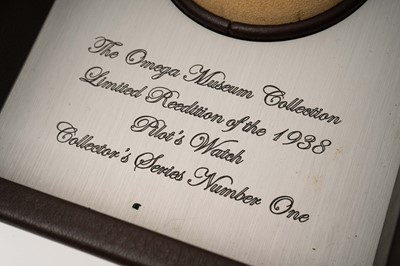 The Omega Museum Collection
Limited Reedition of the 1938
Pilot's Watch
Collector's Series Number One